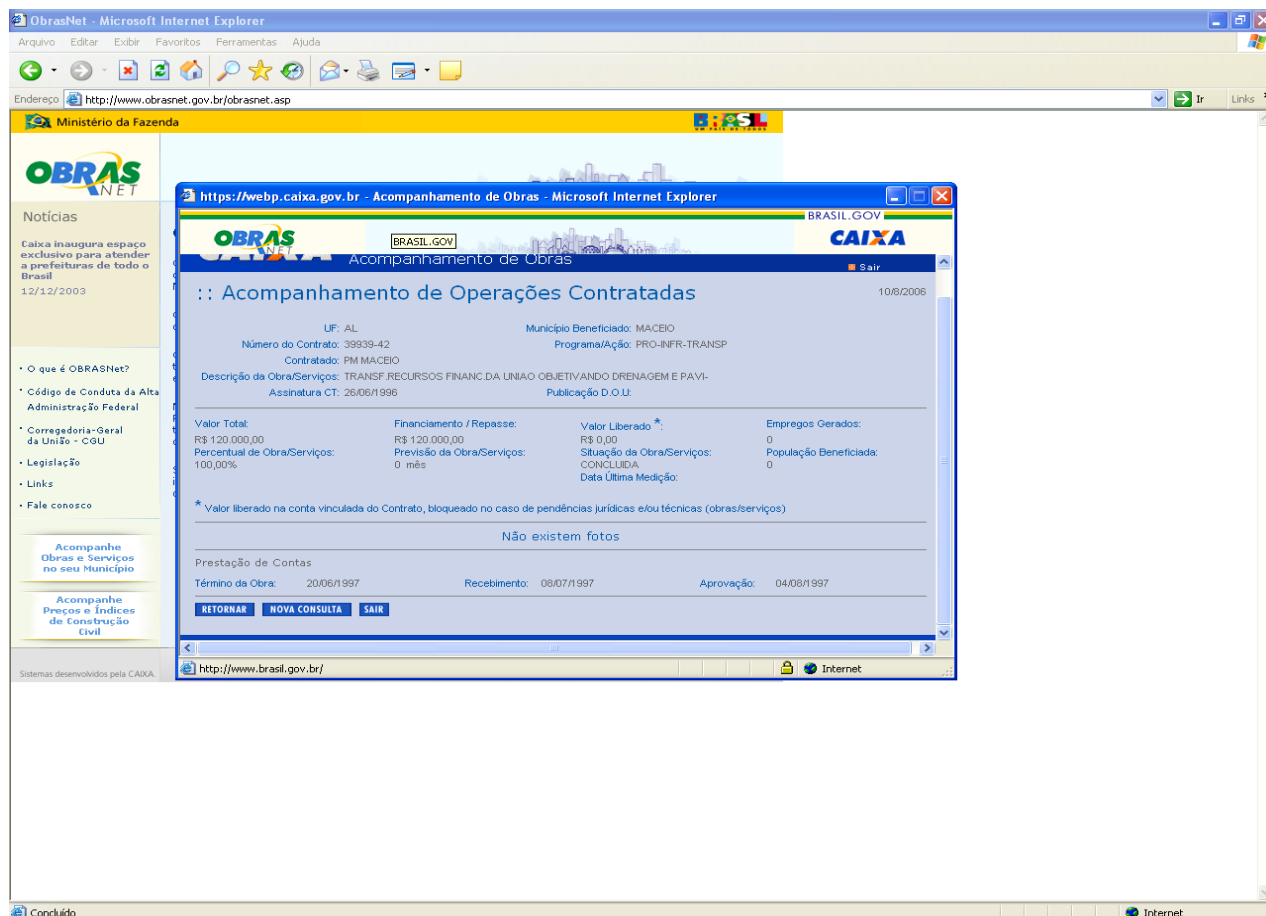 ObrasNet - Microsoft Internet Explorer
Arquivo Editar Exibir Favoritos Ferramentas Ajuda
Endereço http://www.obrasnet.gov.br/obrasnet.asp Ir Links
Ministério da Fazenda BRASIL
UM PAÍS DE TODOS
OBRAS
NET
Notícias
Caixa inaugura espaço
exclusivo para atender
a prefeituras de todo o
Brasil
12/12/2003
• O que é OBRASNet?
• Código de Conduta da Alta
Administração Federal
• Corregedoria-Geral
da União - CGU
• Legislação
• Links
• Fale conosco
Acompanhe
Obras e Serviços
no seu Município
Acompanhe
Preços e Índices
de Construção
Civil
Sistemas desenvolvidos pela CAIXA.
https://webp.caixa.gov.br - Acompanhamento de Obras - Microsoft Internet Explorer
BRASIL.GOV
OBRAS
NET
BRASIL.GOV
CAIXA
CAIXA
Acompanhamento de Obras
Sair
:: Acompanhamento de Operações Contratadas 10/8/2006
UF: AL Município Beneficiado: MACEIO
Número do Contrato: 39939-42 Programa/Ação: PRO-INFR-TRANSP
Contratado: PM MACEIO
Descrição da Obra/Serviços: TRANSF.RECURSOS FINANC.DA UNIAO OBJETIVANDO DRENAGEM E PAVI-
Assinatura CT: 26/06/1996 Publicação D.O.U:
Valor Total: Financiamento / Repasse: Valor Liberado *: Empregos Gerados:
R$ 120.000,00 R$ 120.000,00 R$ 0,00 0
Percentual de Obra/Serviços: Previsão da Obra/Serviços: Situação da Obra/Serviços: População Beneficiada:
100,00% 0 mês CONCLUIDA 0
Data Última Medição:
* Valor liberado na conta vinculada do Contrato, bloqueado no caso de pendências jurídicas e/ou técnicas (obras/serviços)
Não existem fotos
Prestação de Contas
Término da Obra: 20/06/1997 Recebimento: 08/07/1997 Aprovação: 04/08/1997
RETORNAR NOVA CONSULTA SAIR
http://www.brasil.gov.br/ Internet
Concluído Internet